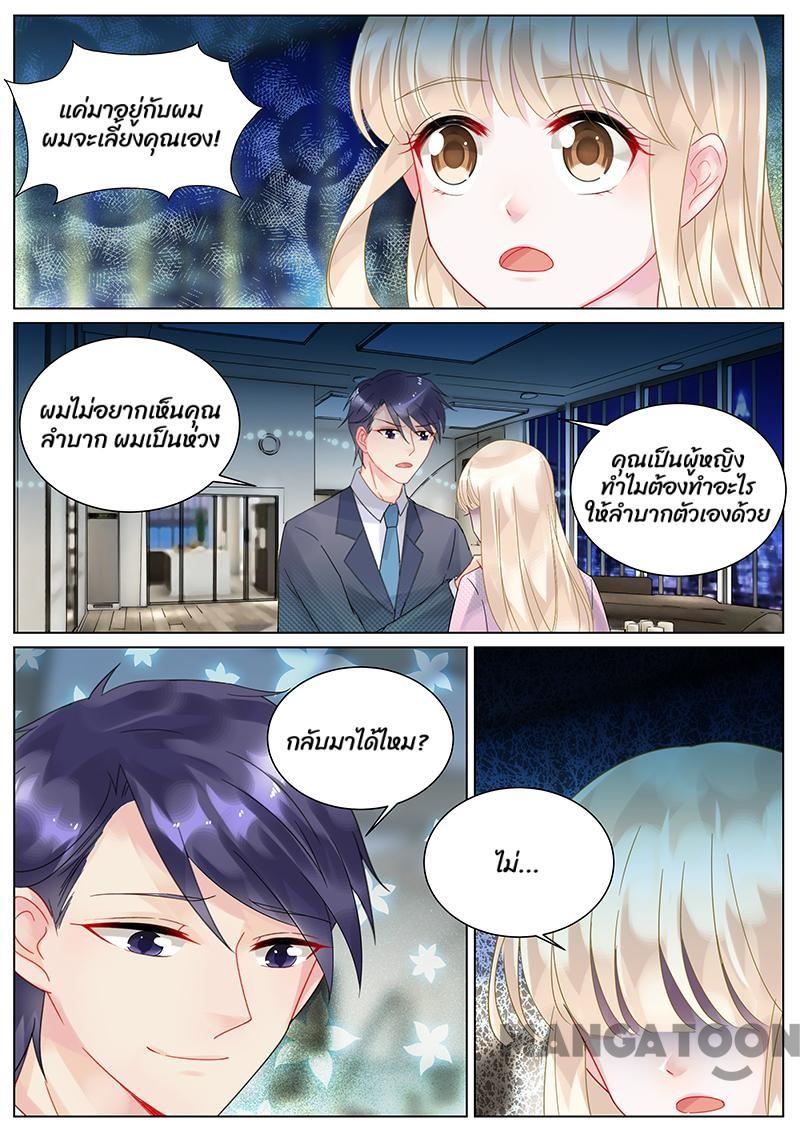 แค่มาอยู่กับผม
ผมจะเลี้ยงคุณเอง!
ผมไม่อยากเห็นคุณ
ลำบาก ผมเป็นห่วง
คุณเป็นผู้หญิง
ทำไมต้องทำอะไร
ให้ลำบากตัวเองด้วย
กลับมาได้ไหม?
ไม่...
MANGATOON